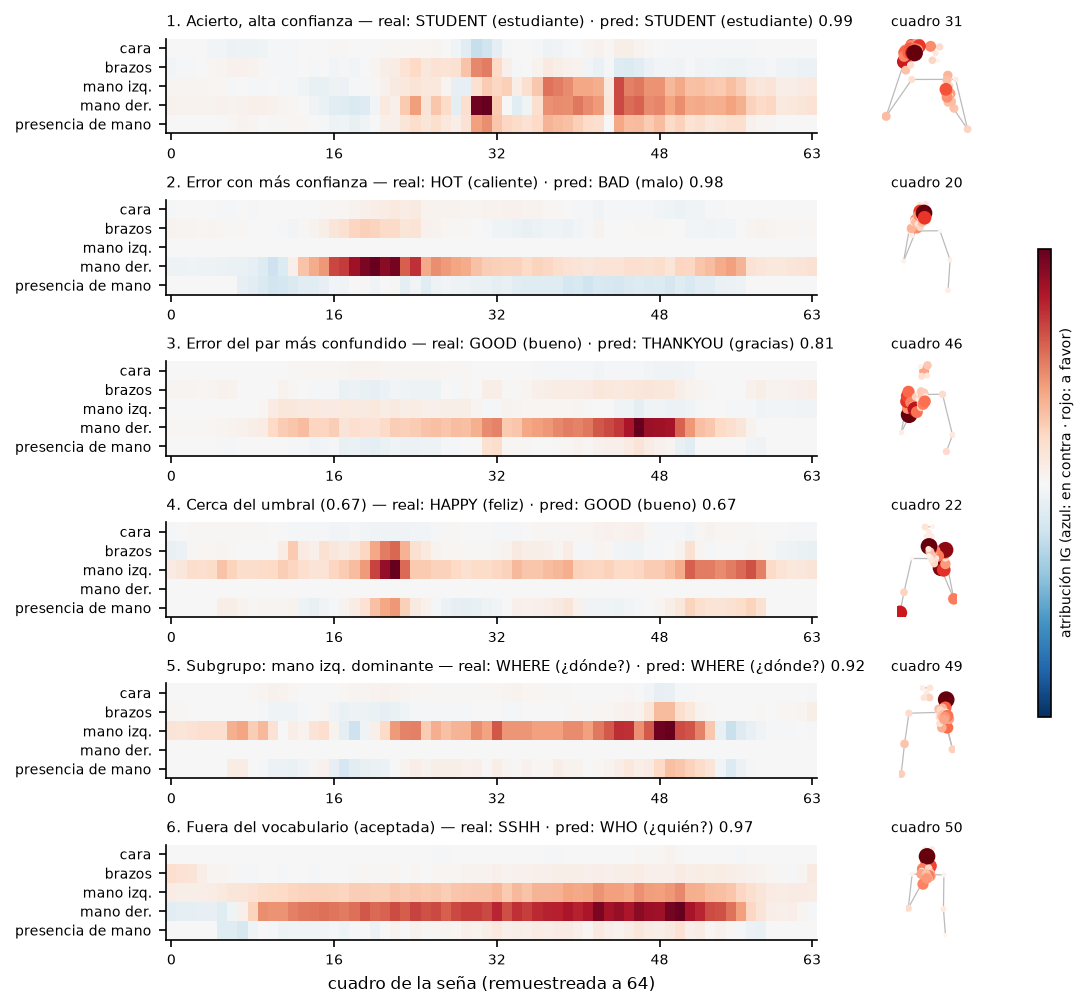 1. Acierto, alta confianza — real: STUDENT (estudiante) · pred: STUDENT (estudiante) 0.99
cuadro 31
cara
brazos
mano izq.
mano der.
presencia de mano
0 16 32 48 63
2. Error con más confianza — real: HOT (caliente) · pred: BAD (malo) 0.98
cuadro 20
cara
brazos
mano izq.
mano der.
presencia de mano
0 16 32 48 63
3. Error del par más confundido — real: GOOD (bueno) · pred: THANKYOU (gracias) 0.81
cuadro 46
cara
brazos
mano izq.
mano der.
presencia de mano
0 16 32 48 63
4. Cerca del umbral (0.67) — real: HAPPY (feliz) · pred: GOOD (bueno) 0.67
cuadro 22
cara
brazos
mano izq.
mano der.
presencia de mano
0 16 32 48 63
5. Subgrupo: mano izq. dominante — real: WHERE (¿dónde?) · pred: WHERE (¿dónde?) 0.92
cuadro 49
cara
brazos
mano izq.
mano der.
presencia de mano
0 16 32 48 63
6. Fuera del vocabulario (aceptada) — real: SSHH · pred: WHO (¿quién?) 0.97
cuadro 50
cara
brazos
mano izq.
mano der.
presencia de mano
0 16 32 48 63
cuadro de la seña (remuestreada a 64)
atribución IG (azul: en contra · rojo: a favor)